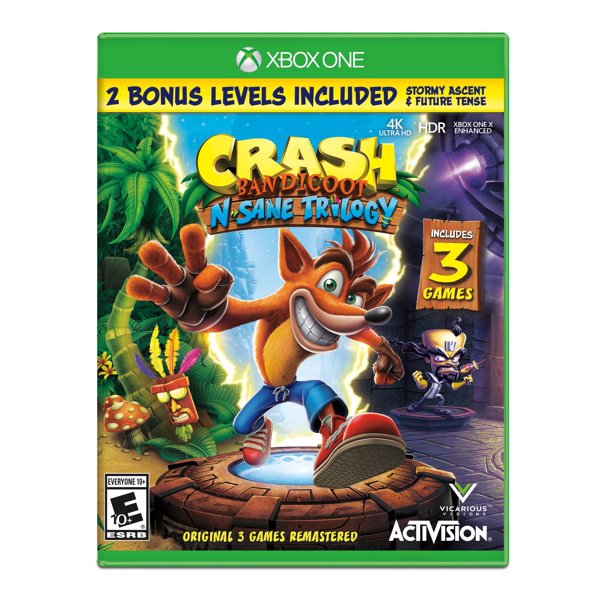 XBOX ONE
2 BONUS LEVELS INCLUDED
STORMY ASCENT
& FUTURE TENSE
4K
ULTRA HD
HDR
XBOX ONE X
ENHANCED
CRASH
BANDICOOT
N. SANE TRILOGY
™
INCLUDES
3
GAMES
EVERYONE 10+
E
10+
ESRB
ORIGINAL 3 GAMES REMASTERED
VICARIOUS
VISIONS
ACTIVISION